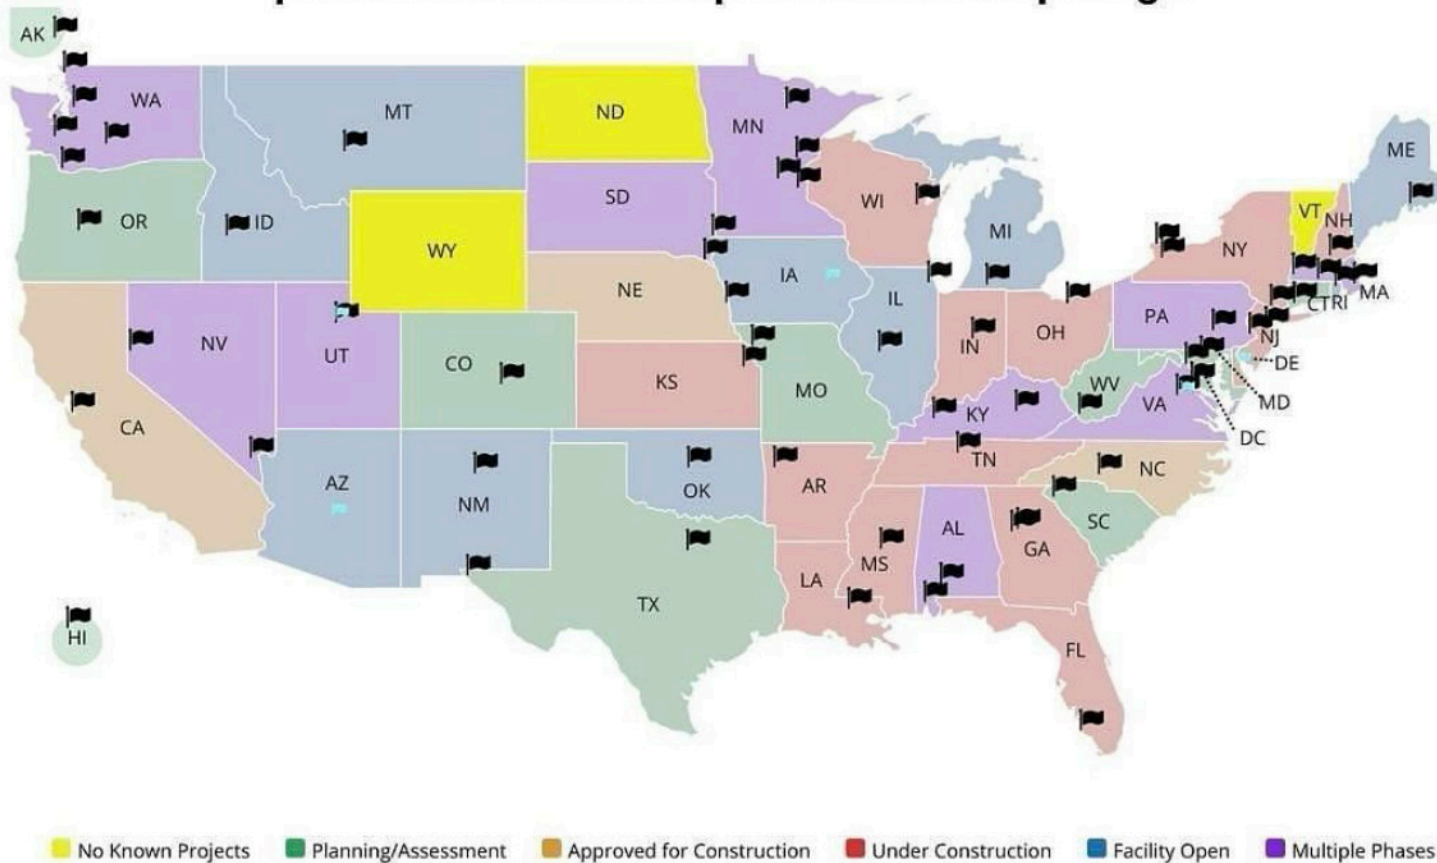 AK
WA
MT
ND
MN
ME
OR
ID
WY
SD
WI
MI
VT
NH
NY
NV
UT
CO
NE
IA
IL
IN
OH
PA
CT
RI
MA
NJ
DE
CA
KS
MO
KY
WV
VA
MD
DC
AZ
NM
OK
AR
TN
NC
SC
HI
TX
LA
MS
AL
GA
FL
No Known Projects
Planning/Assessment
Approved for Construction
Under Construction
Facility Open
Multiple Phases